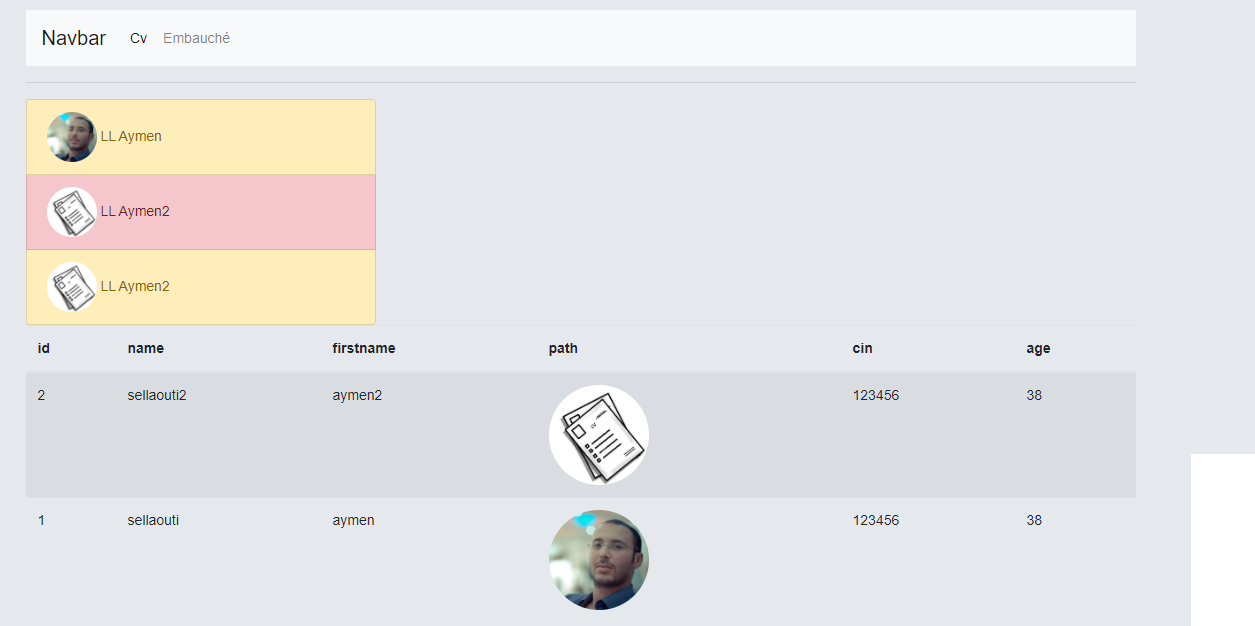 Navbar Cv Embauché
LL Aymen
LL Aymen2
LL Aymen2
id name firstname path cin age
2 sellaouti2 aymen2 123456 38
1 sellaouti aymen 123456 38